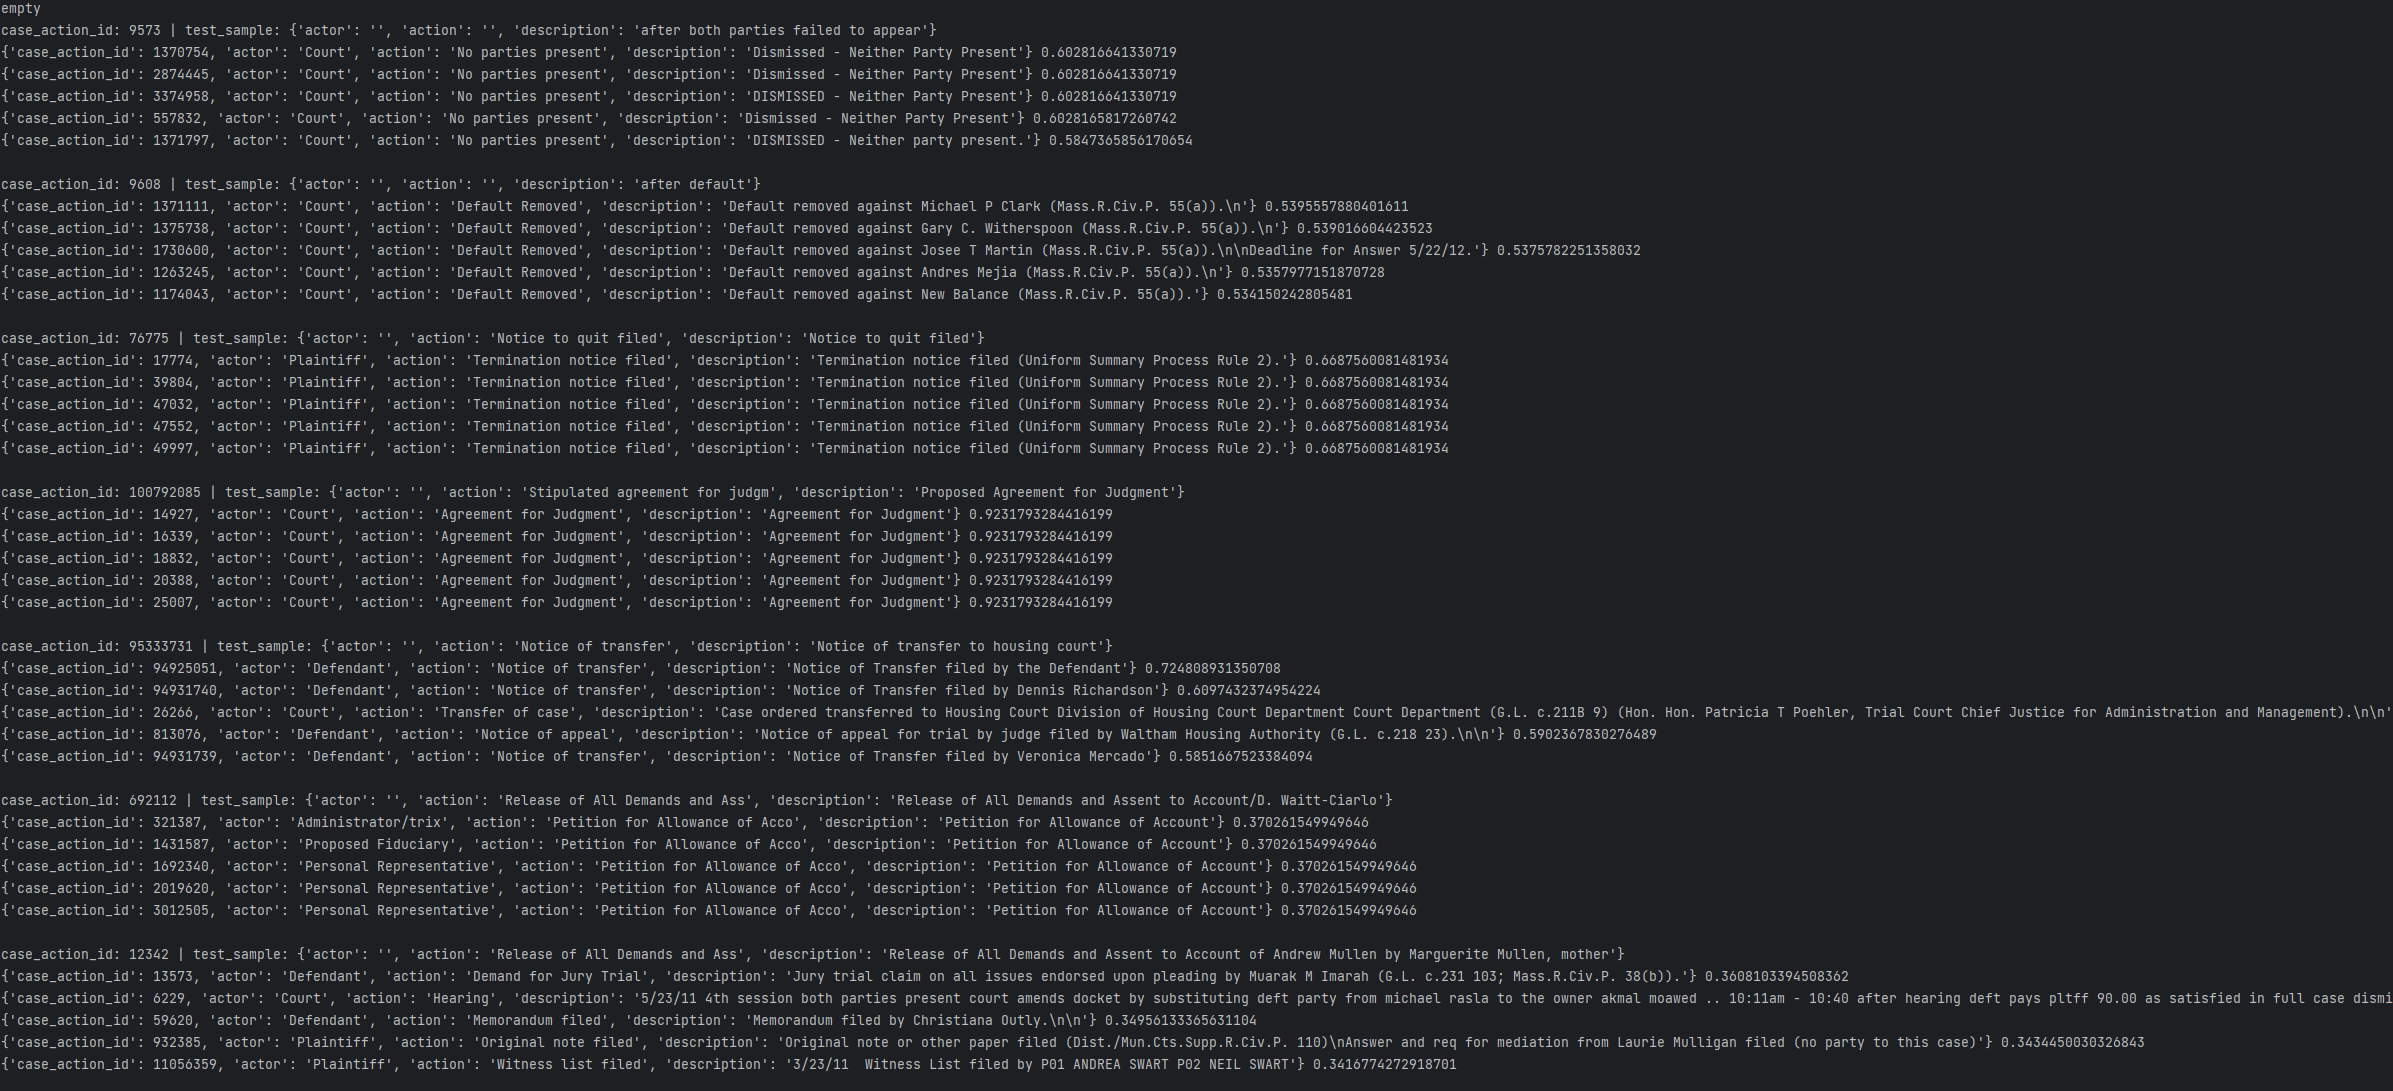 empty
case_action_id: 9573 | test_sample: {'actor': '', 'action': '', 'description': 'after both parties failed to appear'}
{'case_action_id': 1370754, 'actor': 'Court', 'action': 'No parties present', 'description': 'Dismissed - Neither Party Present'} 0.602816641330719
{'case_action_id': 2874445, 'actor': 'Court', 'action': 'No parties present', 'description': 'Dismissed - Neither Party Present'} 0.602816641330719
{'case_action_id': 3374958, 'actor': 'Court', 'action': 'No parties present', 'description': 'DISMISSED - Neither Party Present'} 0.602816641330719
{'case_action_id': 557832, 'actor': 'Court', 'action': 'No parties present', 'description': 'Dismissed - Neither Party Present'} 0.6028165817260742
{'case_action_id': 1371797, 'actor': 'Court', 'action': 'No parties present', 'description': 'DISMISSED - Neither party present.'} 0.5847365856170654
case_action_id: 9608 | test_sample: {'actor': '', 'action': '', 'description': 'after default'}
{'case_action_id': 1371111, 'actor': 'Court', 'action': 'Default Removed', 'description': 'Default removed against Michael P Clark (Mass.R.Civ.P. 55(a)).\n'} 0.5395557880401611
{'case_action_id': 1375738, 'actor': 'Court', 'action': 'Default Removed', 'description': 'Default removed against Gary C. Witherspoon (Mass.R.Civ.P. 55(a)).\n'} 0.539016604423523
{'case_action_id': 1730600, 'actor': 'Court', 'action': 'Default Removed', 'description': 'Default removed against Josee T Martin (Mass.R.Civ.P. 55(a)).\n\nDeadline for Answer 5/22/12.'} 0.5375782251358032
{'case_action_id': 1263245, 'actor': 'Court', 'action': 'Default Removed', 'description': 'Default removed against Andres Mejia (Mass.R.Civ.P. 55(a)).\n'} 0.5357977151870728
{'case_action_id': 1174043, 'actor': 'Court', 'action': 'Default Removed', 'description': 'Default removed against New Balance (Mass.R.Civ.P. 55(a)).'} 0.534150242805481
case_action_id: 76775 | test_sample: {'actor': '', 'action': 'Notice to quit filed', 'description': 'Notice to quit filed'}
{'case_action_id': 17774, 'actor': 'Plaintiff', 'action': 'Termination notice filed', 'description': 'Termination notice filed (Uniform Summary Process Rule 2).'} 0.6687560081481934
{'case_action_id': 39804, 'actor': 'Plaintiff', 'action': 'Termination notice filed', 'description': 'Termination notice filed (Uniform Summary Process Rule 2).'} 0.6687560081481934
{'case_action_id': 47032, 'actor': 'Plaintiff', 'action': 'Termination notice filed', 'description': 'Termination notice filed (Uniform Summary Process Rule 2).'} 0.6687560081481934
{'case_action_id': 47552, 'actor': 'Plaintiff', 'action': 'Termination notice filed', 'description': 'Termination notice filed (Uniform Summary Process Rule 2).'} 0.6687560081481934
{'case_action_id': 49997, 'actor': 'Plaintiff', 'action': 'Termination notice filed', 'description': 'Termination notice filed (Uniform Summary Process Rule 2).'} 0.6687560081481934
case_action_id: 100792085 | test_sample: {'actor': '', 'action': 'Stipulated agreement for judgm', 'description': 'Proposed Agreement for Judgment'}
{'case_action_id': 14927, 'actor': 'Court', 'action': 'Agreement for Judgment', 'description': 'Agreement for Judgment'} 0.9231793284416199
{'case_action_id': 16339, 'actor': 'Court', 'action': 'Agreement for Judgment', 'description': 'Agreement for Judgment'} 0.9231793284416199
{'case_action_id': 18832, 'actor': 'Court', 'action': 'Agreement for Judgment', 'description': 'Agreement for Judgment'} 0.9231793284416199
{'case_action_id': 20388, 'actor': 'Court', 'action': 'Agreement for Judgment', 'description': 'Agreement for Judgment'} 0.9231793284416199
{'case_action_id': 25007, 'actor': 'Court', 'action': 'Agreement for Judgment', 'description': 'Agreement for Judgment'} 0.9231793284416199
case_action_id: 95333731 | test_sample: {'actor': '', 'action': 'Notice of transfer', 'description': 'Notice of transfer to housing court'}
{'case_action_id': 94925051, 'actor': 'Defendant', 'action': 'Notice of transfer', 'description': 'Notice of Transfer filed by the Defendant'} 0.724808931350708
{'case_action_id': 94931740, 'actor': 'Defendant', 'action': 'Notice of transfer', 'description': 'Notice of Transfer filed by Dennis Richardson'} 0.6097432374954224
{'case_action_id': 26266, 'actor': 'Court', 'action': 'Transfer of case', 'description': 'Case ordered transferred to Housing Court Division of Housing Court Department Court Department (G.L. c.211B 9) (Hon. Hon. Patricia T Poehler, Trial Court Chief Justice for Administration and Management).\n\n'
{'case_action_id': 813076, 'actor': 'Defendant', 'action': 'Notice of appeal', 'description': 'Notice of appeal for trial by judge filed by Waltham Housing Authority (G.L. c.218 23).\n\n'} 0.5902367830276489
{'case_action_id': 94931739, 'actor': 'Defendant', 'action': 'Notice of transfer', 'description': 'Notice of Transfer filed by Veronica Mercado'} 0.5851667523384094
case_action_id: 692112 | test_sample: {'actor': '', 'action': 'Release of All Demands and Ass', 'description': 'Release of All Demands and Assent to Account/D. Waitt-Ciarlo'}
{'case_action_id': 321387, 'actor': 'Administrator/trix', 'action': 'Petition for Allowance of Acco', 'description': 'Petition for Allowance of Account'} 0.370261549949646
{'case_action_id': 1431587, 'actor': 'Proposed Fiduciary', 'action': 'Petition for Allowance of Acco', 'description': 'Petition for Allowance of Account'} 0.370261549949646
{'case_action_id': 1692340, 'actor': 'Personal Representative', 'action': 'Petition for Allowance of Acco', 'description': 'Petition for Allowance of Account'} 0.370261549949646
{'case_action_id': 2019620, 'actor': 'Personal Representative', 'action': 'Petition for Allowance of Acco', 'description': 'Petition for Allowance of Account'} 0.370261549949646
{'case_action_id': 3012505, 'actor': 'Personal Representative', 'action': 'Petition for Allowance of Acco', 'description': 'Petition for Allowance of Account'} 0.370261549949646
case_action_id: 12342 | test_sample: {'actor': '', 'action': 'Release of All Demands and Ass', 'description': 'Release of All Demands and Assent to Account of Andrew Mullen by Marguerite Mullen, mother'}
{'case_action_id': 13573, 'actor': 'Defendant', 'action': 'Demand for Jury Trial', 'description': 'Jury trial claim on all issues endorsed upon pleading by Muarak M Imarah (G.L. c.231 103; Mass.R.Civ.P. 38(b)).'} 0.3608103394508362
{'case_action_id': 6229, 'actor': 'Court', 'action': 'Hearing', 'description': '5/23/11 4th session both parties present court amends docket by substituting deft party from michael rasla to the owner akmal moawed .. 10:11am - 10:40 after hearing deft pays pltff 90.00 as satisfied in full case dismi
{'case_action_id': 59620, 'actor': 'Defendant', 'action': 'Memorandum filed', 'description': 'Memorandum filed by Christiana Outly.\n\n'} 0.34956133365631104
{'case_action_id': 932385, 'actor': 'Plaintiff', 'action': 'Original note filed', 'description': 'Original note or other paper filed (Dist./Mun.Cts.Supp.R.Civ.P. 110)\nAnswer and req for mediation from Laurie Mulligan filed (no party to this case)'} 0.3434450030326843
{'case_action_id': 11056359, 'actor': 'Plaintiff', 'action': 'Witness list filed', 'description': '3/23/11  Witness List filed by P01 ANDREA SWART P02 NEIL SWART'} 0.3416774272918701